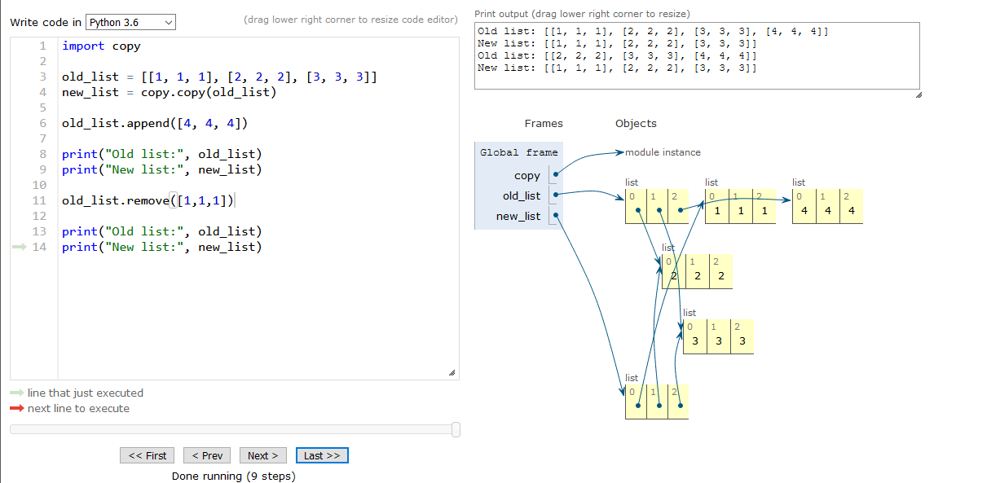 Write code in Python 3.6
(drag lower right corner to resize code editor)
1 import copy
2
3 old_list = [[1, 1, 1], [2, 2, 2], [3, 3, 3]]
4 new_list = copy.copy(old_list)
5
6 old_list.append([4, 4, 4])
7
8 print("Old list:", old_list)
9 print("New list:", new_list)
10
11 old_list.remove([1,1,1])
12
13 print("Old list:", old_list)
14 print("New list:", new_list)
line that just executed
next line to execute
<< First < Prev Next > Last >>
Done running (9 steps)
Print output (drag lower right corner to resize)
Old list: [[1, 1, 1], [2, 2, 2], [3, 3, 3], [4, 4, 4]]
New list: [[1, 1, 1], [2, 2, 2], [3, 3, 3]]
Old list: [[2, 2, 2], [3, 3, 3], [4, 4, 4]]
New list: [[1, 1, 1], [2, 2, 2], [3, 3, 3]]
Frames Objects
Global frame
copy
old_list
new_list
module instance
list
0 1 2
list
0 1 2
1 1 1
list
0 1 2
4 4 4
list
0 1 2
2 2 2
list
0 1 2
3 3 3
list
0 1 2